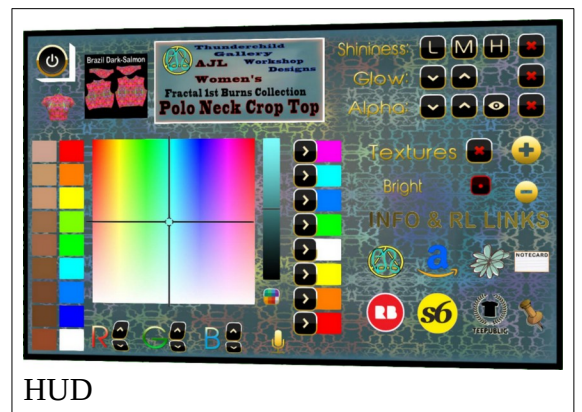 Brazil Dark-Salmon
Thunderchild
Gallery
AJL Workshop
Designs
Women's
Fractal 1st Burns Collection
Polo Neck Crop Top
Shininess: L M H
Glow:
Alpha:
Textures
Bright
INFO & RL LINKS
a
NOTECARD
RB
s6
TEEPUBLIC
R G B
HUD